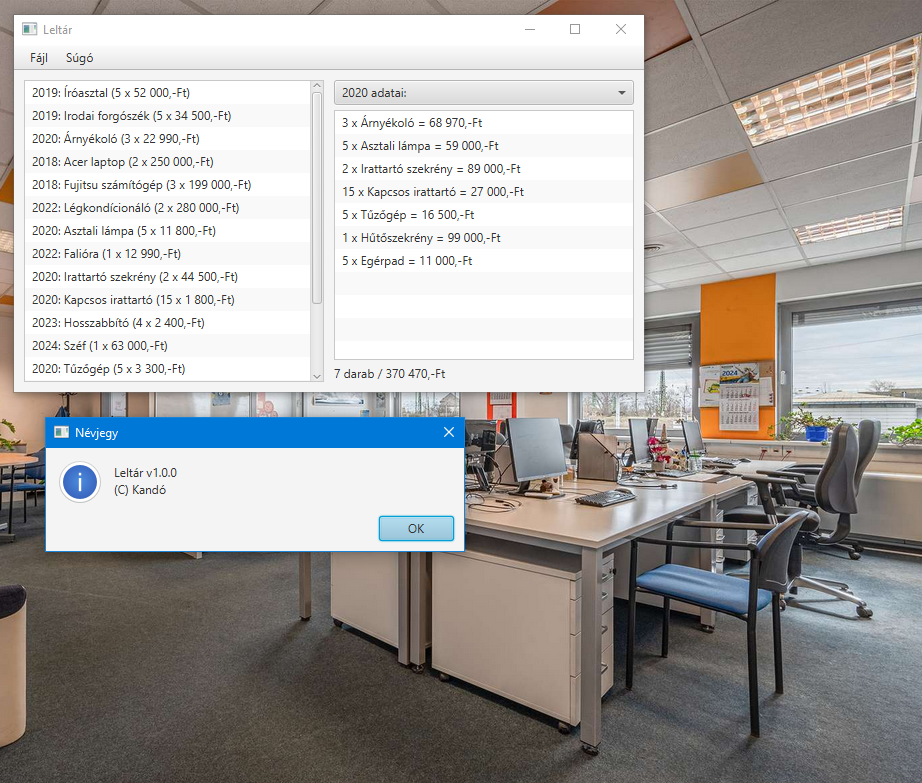 Leltár
Fájl Súgó
2019: Íróasztal (5 x 52 000,-Ft)
2019: Irodai forgószék (5 x 34 500,-Ft)
2020: Árnyékoló (3 x 22 990,-Ft)
2018: Acer laptop (2 x 250 000,-Ft)
2018: Fujitsu számítógép (3 x 199 000,-Ft)
2022: Légkondícionáló (2 x 280 000,-Ft)
2020: Asztali lámpa (5 x 11 800,-Ft)
2022: Falióra (1 x 12 990,-Ft)
2020: Irattartó szekrény (2 x 44 500,-Ft)
2020: Kapcsos irattartó (15 x 1 800,-Ft)
2023: Hosszabbító (4 x 2 400,-Ft)
2024: Széf (1 x 63 000,-Ft)
2020: Tűzőgép (5 x 3 300,-Ft)
2020 adatai:
3 x Árnyékoló = 68 970,-Ft
5 x Asztali lámpa = 59 000,-Ft
2 x Irattartó szekrény = 89 000,-Ft
15 x Kapcsos irattartó = 27 000,-Ft
5 x Tűzőgép = 16 500,-Ft
1 x Hűtőszekrény = 99 000,-Ft
5 x Egérpad = 11 000,-Ft
7 darab / 370 470,-Ft
2024
Névjegy
Leltár v1.0.0
(C) Kandó
OK